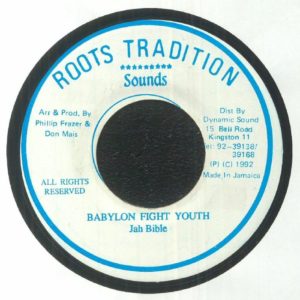 ROOTS TRADITION
**********
Sounds
Arr & Prod, By
Phillip Frazer &
Don Mais
Dist By
Dynamic Sound
15 Bell Road
Kingston 11
Tel: 92-39138/
39168
(P) (C) 1992
Made In Jamaica
ALL RIGHTS
RESERVED
BABYLON FIGHT YOUTH
Jah Bible